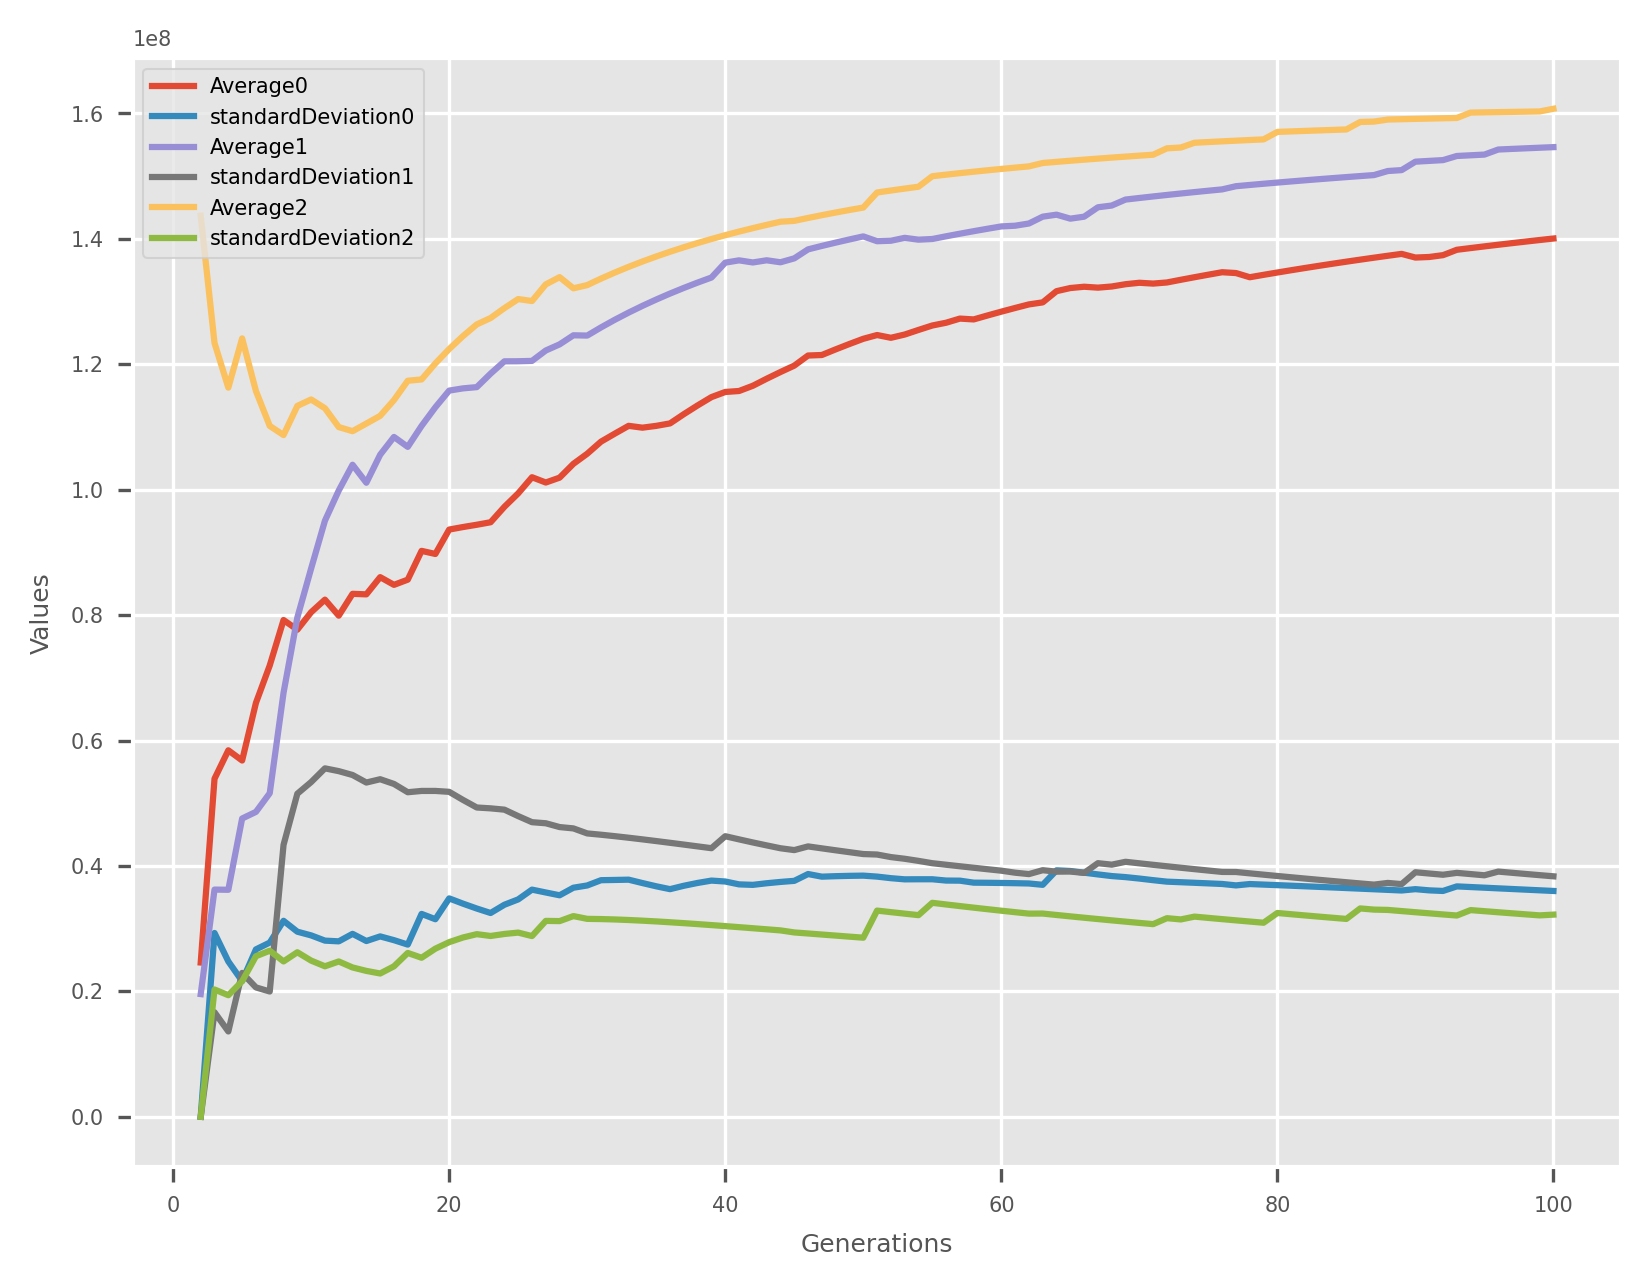 1e8
Average0
standardDeviation0
Average1
standardDeviation1
Average2
standardDeviation2
1.6
1.4
1.2
1.0
0.8
0.6
0.4
0.2
0.0
Values
0 20 40 60 80 100
Generations